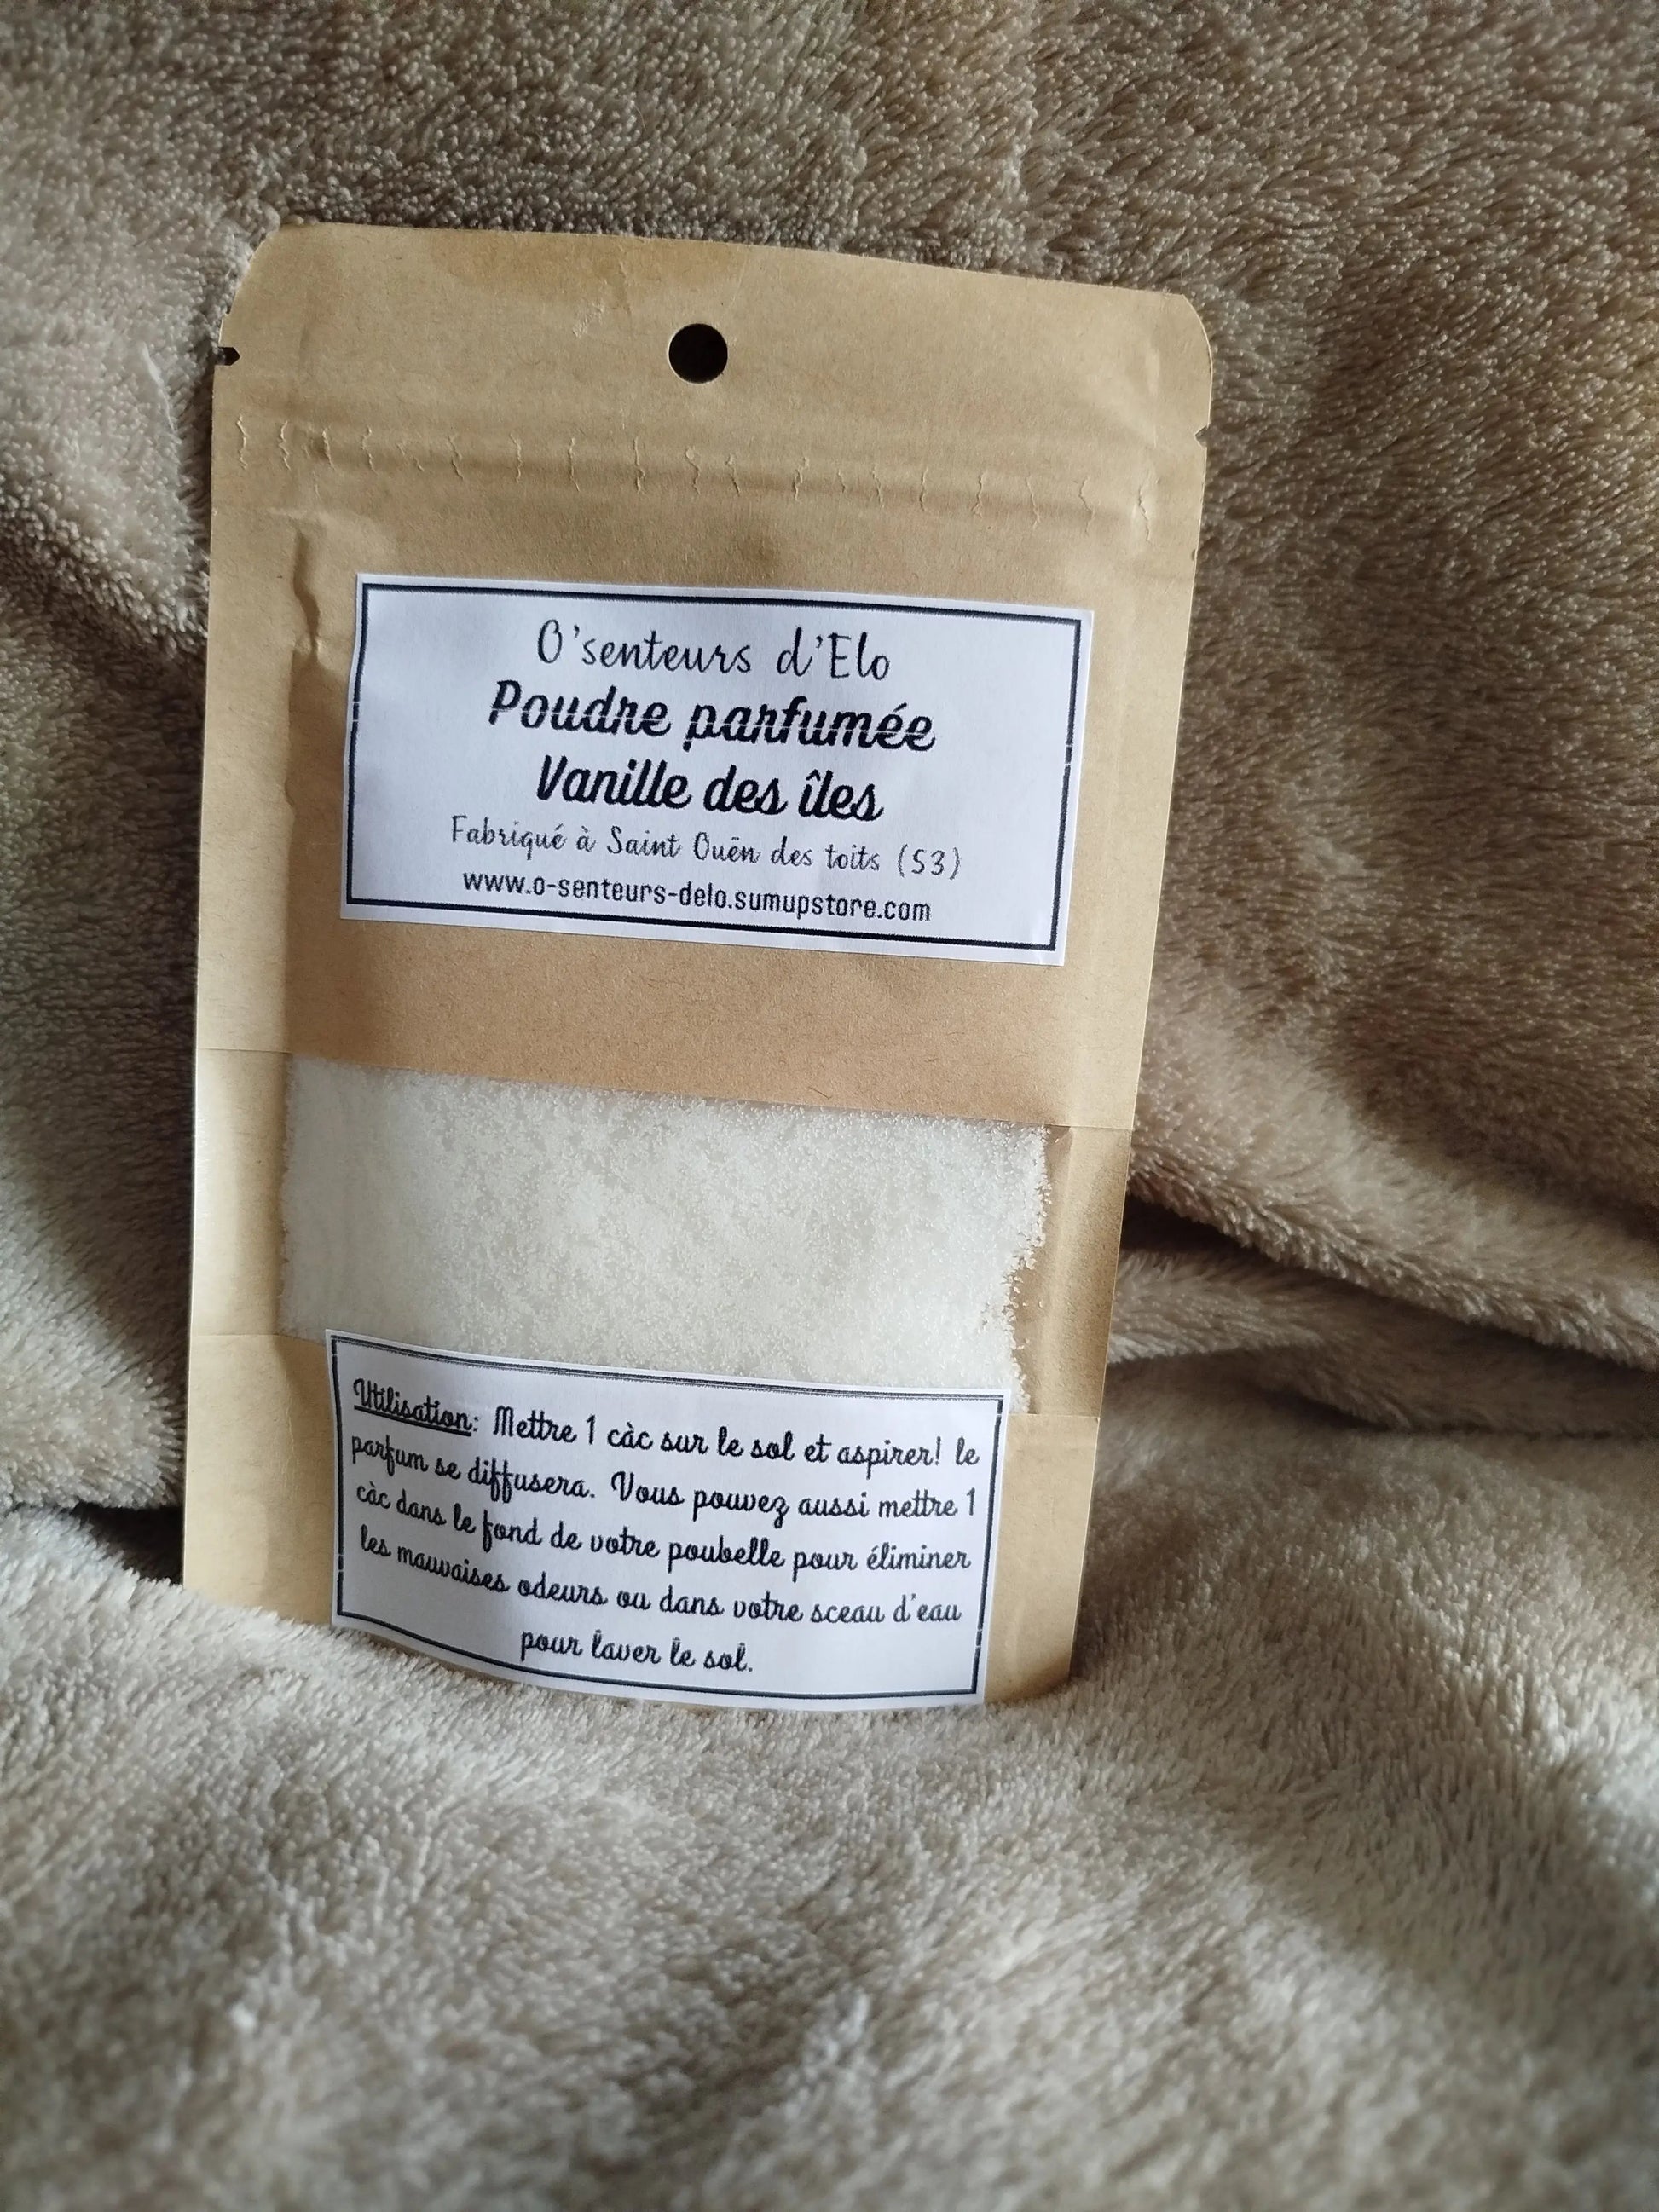 O'senteurs d'Elo
Poudre parfumée
Vanille des îles
Fabriqué à Saint Ouën des toits (53)
www.o-senteurs-delo.sumupstore.com
Utilisation: Mettre 1 càc sur le sol et aspirer! le
parfum se diffusera. Vous pouvez aussi mettre 1
càc dans le fond de votre poubelle pour éliminer
les mauvaises odeurs ou dans votre sceau d'eau
pour laver le sol.